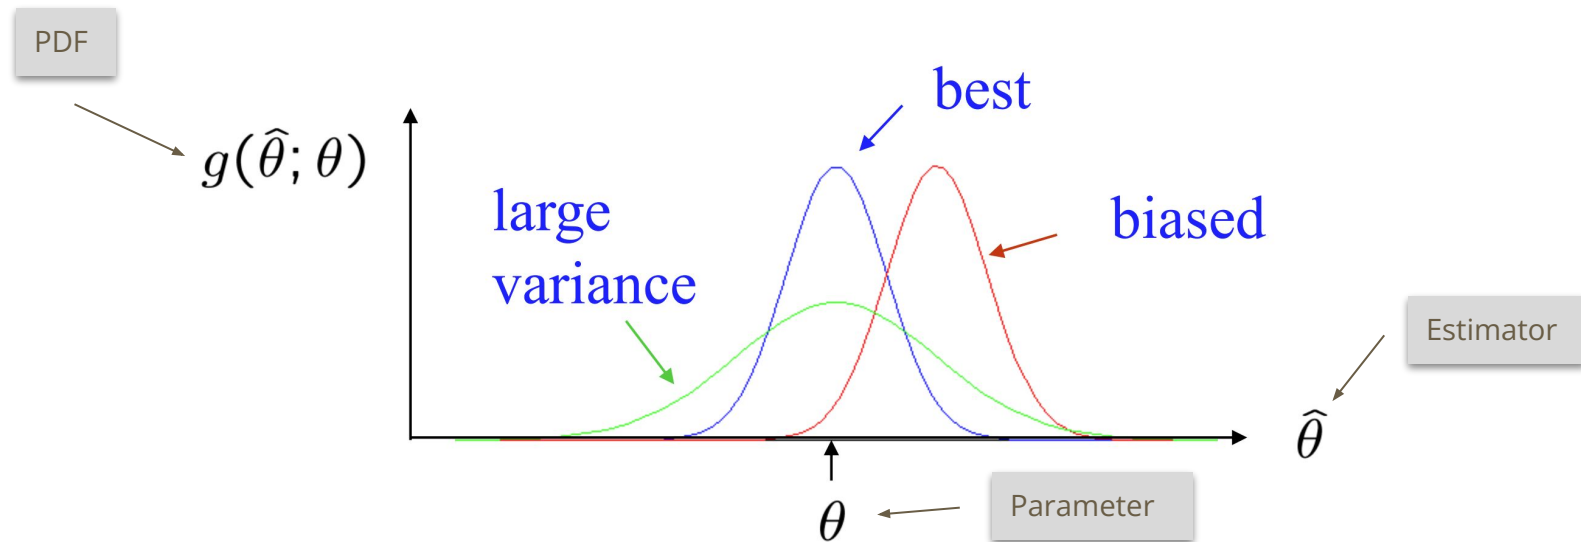 PDF
best
g(θ̂; θ)
large
variance
biased
Estimator
θ̂
θ
Parameter